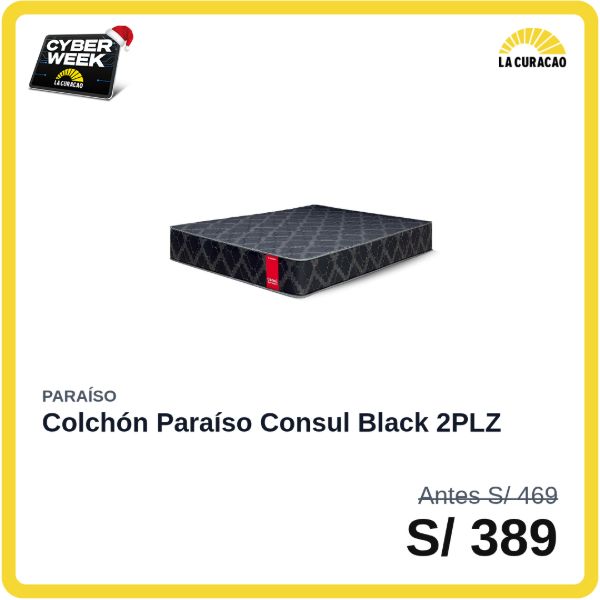 CYBER
WEEK
LA CURACAO
LA CURACAO
PARAÍSO
Colchón Paraíso Consul Black 2PLZ
Antes S/ 469
S/ 389